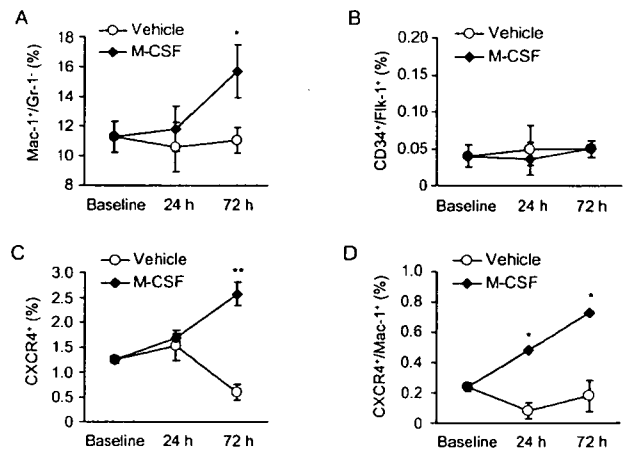 A
Vehicle
M-CSF
*
Mac-1+/Gr-1- (%)
18
16
14
12
10
8
Baseline 24 h 72 h
B
Vehicle
M-CSF
CD34+/Flk-1+ (%)
0.20
0.15
0.10
0.05
0
Baseline 24 h 72 h
C
Vehicle
M-CSF
**
CXCR4+ (%)
3.0
2.5
2.0
1.5
1.0
0.5
0
Baseline 24 h 72 h
D
Vehicle
M-CSF
*
*
CXCR4+/Mac-1+ (%)
1.0
0.8
0.6
0.4
0.2
0
Baseline 24 h 72 h